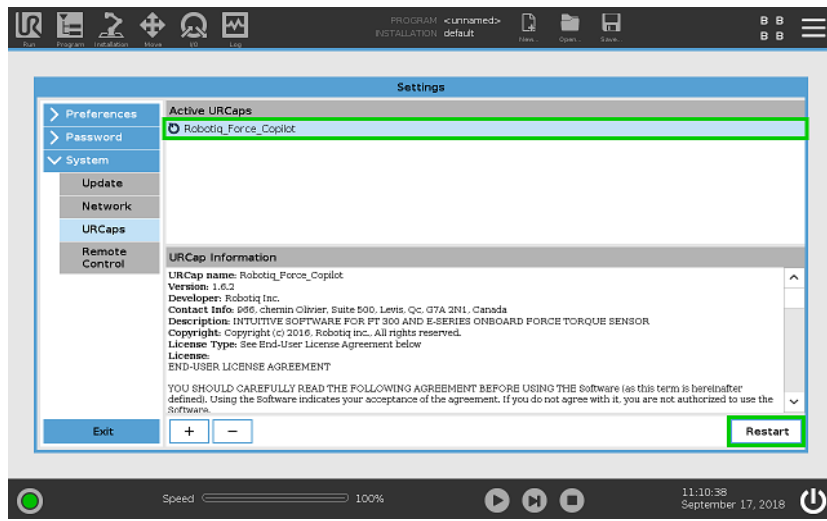 UR
PROGRAM <unnamed>
INSTALLATION default
Run Program Installation Move I/O Log New... Open... Save...
B B
B B
Settings
Preferences
Password
System
Update
Network
URCaps
Remote
Control
Exit
Active URCaps
Robotiq_Force_Copilot
URCap Information
URCap name: Robotiq_Force_Copilot
Version: 1.6.2
Developer: Robotiq Inc.
Contact Info: 966, chemin Olivier, Suite 500, Levis, Qc, G7A 2N1, Canada
Description: INTUITIVE SOFTWARE FOR FT 300 AND E-SERIES ONBOARD FORCE TORQUE SENSOR
Copyright: Copyright (c) 2016, Robotiq inc., All rights reserved.
License Type: See End-User License Agreement below
License:
END-USER LICENSE AGREEMENT
YOU SHOULD CAREFULLY READ THE FOLLOWING AGREEMENT BEFORE USING THE Software (as this term is hereinafter
defined). Using the Software indicates your acceptance of the agreement. If you do not agree with it, you are not authorized to use the
Software.
+ −
Restart
Speed 100%
11:10:38
September 17, 2018